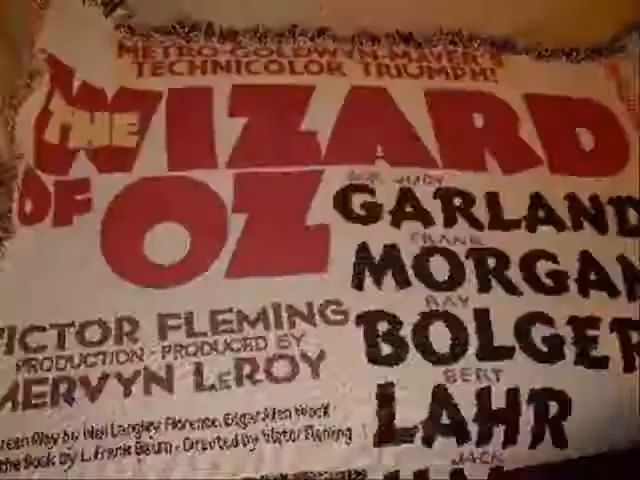 METRO-GOLDWYN-MAYER'S
TECHNICOLOR TRIUMPH!
THE WIZARD
OF OZ
JUDY
GARLAND
FRANK
MORGAN
RAY
BOLGER
BERT
LAHR
JACK
VICTOR FLEMING
PRODUCTION - PRODUCED BY
MERVYN LEROY
Screen Play by Noel Langley, Florence Edgar Allan Woolf
the Book by L. Frank Baum - Directed by Victor Fleming